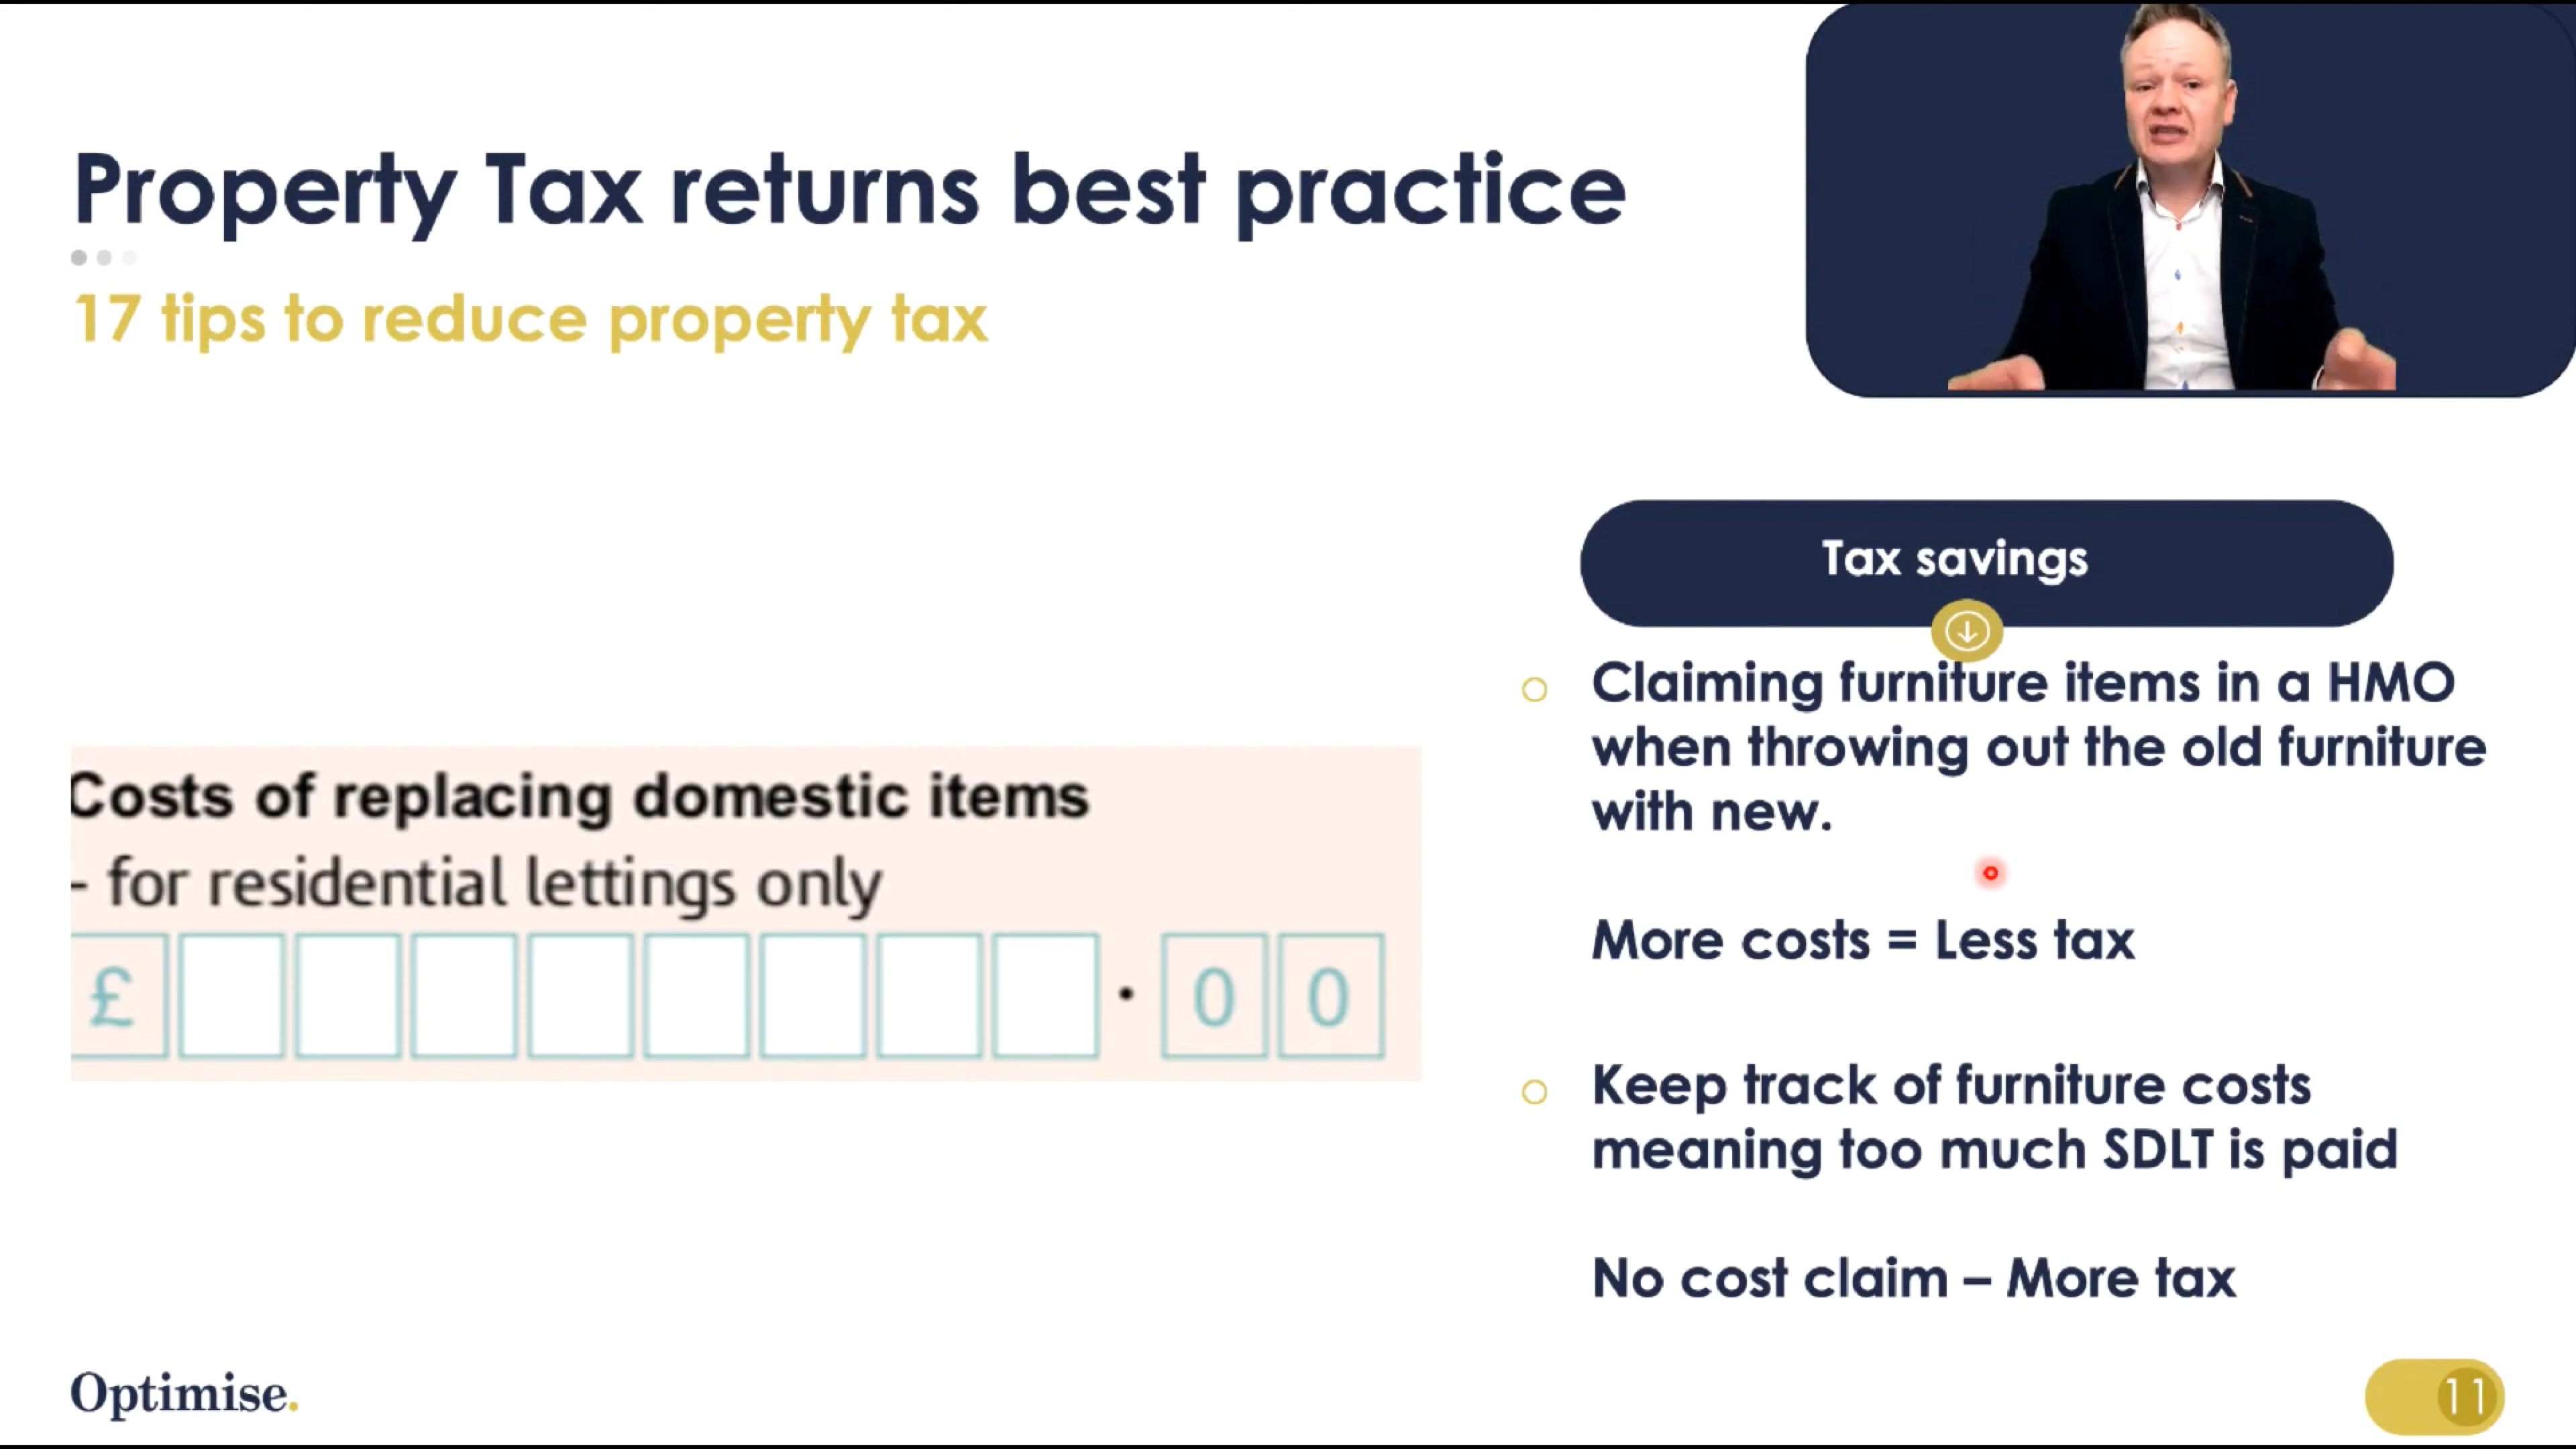 Property Tax returns best practice
17 tips to reduce property tax
Tax savings
Claiming furniture items in a HMO
when throwing out the old furniture
with new.
More costs = Less tax
Keep track of furniture costs
meaning too much SDLT is paid
No cost claim – More tax
Costs of replacing domestic items
- for residential lettings only
£ . 0 0
Optimise.
11